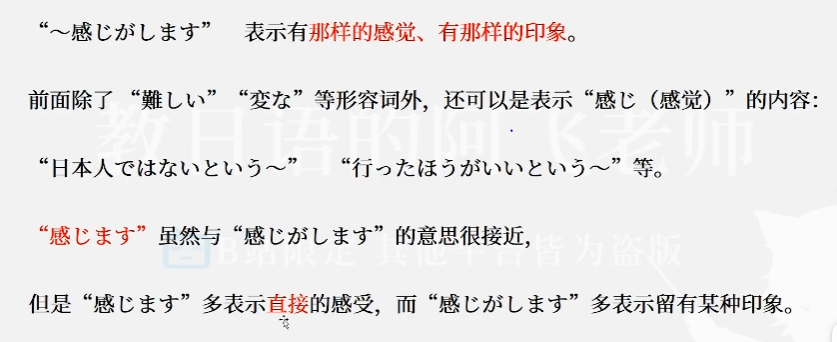 “～感じがします”　表示有那样的感觉、有那样的印象。
前面除了 “難しい”“変な”等形容词外，还可以是表示“感じ（感觉）”的内容：
“日本人ではないという～”　“行ったほうがいいという～”等。
“感じます”虽然与“感じがします”的意思很接近，
但是“感じます”多表示直接的感受，而“感じがします”多表示留有某种印象。
教日语的阿飞老师
B站限定 其他平台皆为盗版